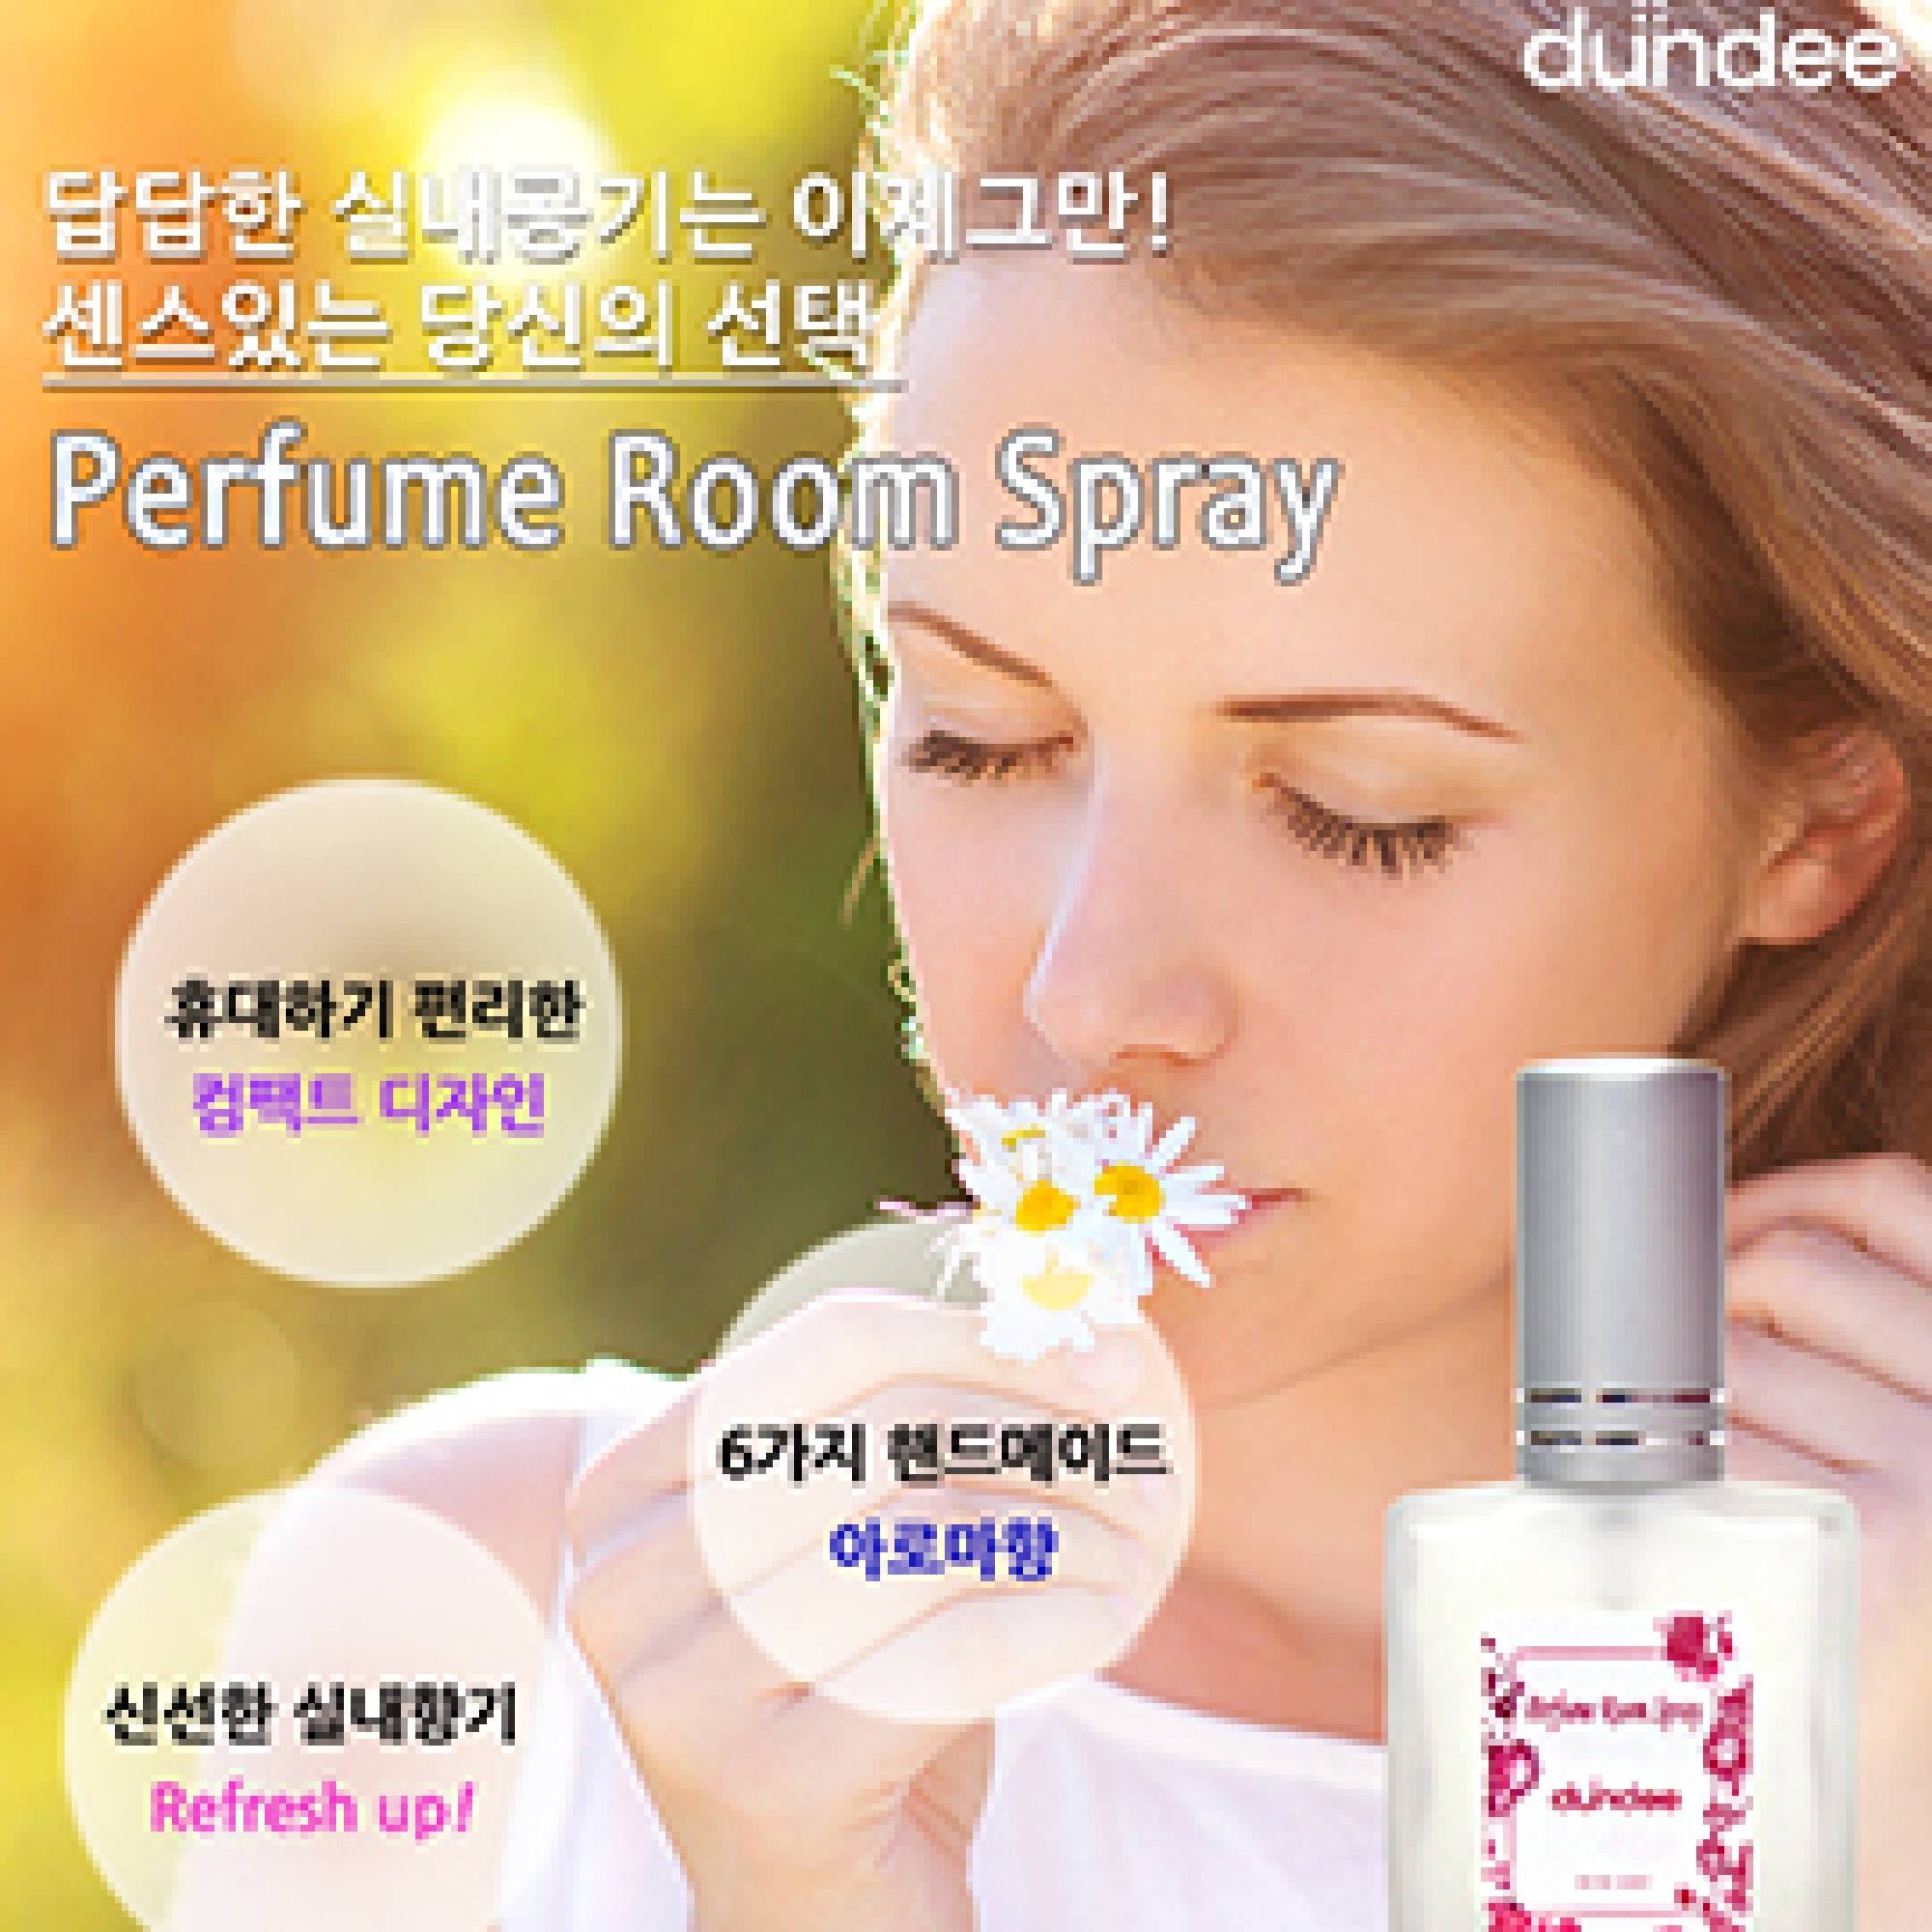 dundee
답답한 실내공기는 이제그만!
센스있는 당신의 선택
Perfume Room Spray
휴대하기 편리한
컴팩트 디자인
6가지 핸드메이드
아로마향
신선한 실내향기
Refresh up!
dundee